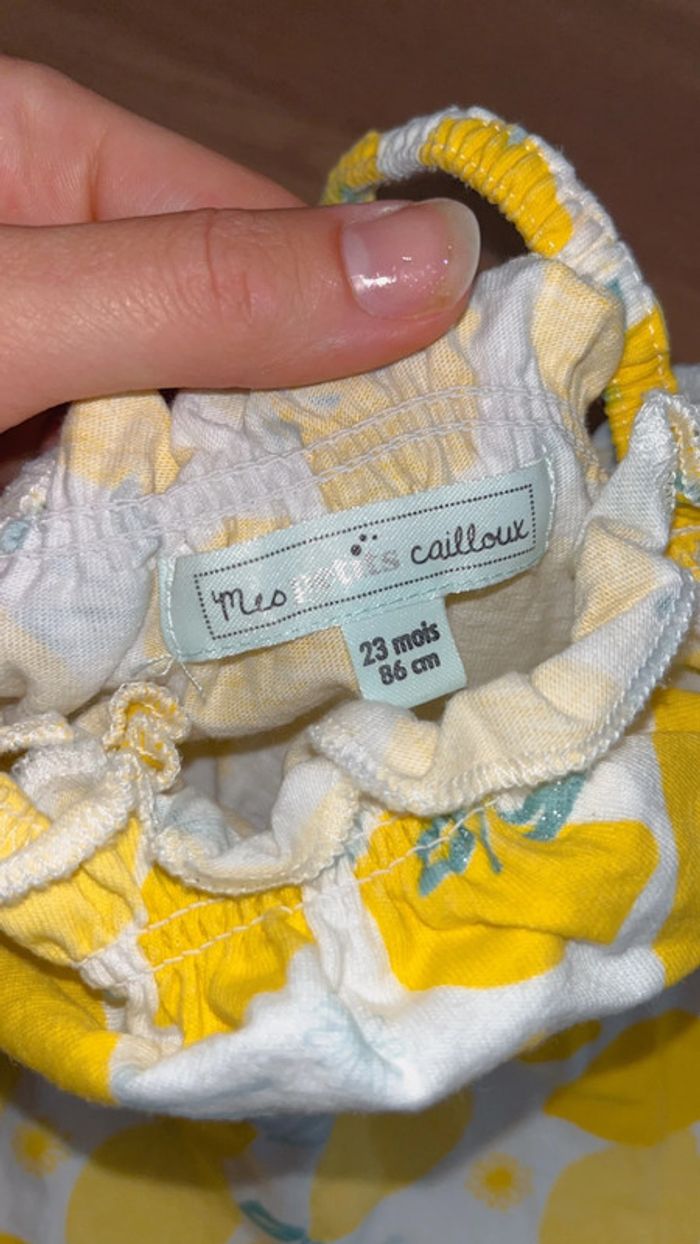 Mes petits cailloux
23 mois
86 cm